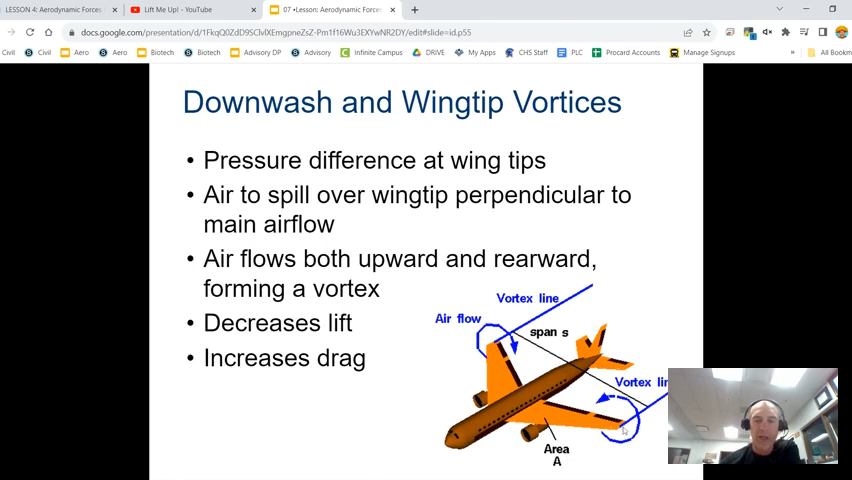 LESSON 4: Aerodynamic Forces
Lift Me Up! - YouTube
07 •Lesson: Aerodynamic Forces
docs.google.com/presentation/d/1FkqQ0ZdD9SClvlXEmgpneZsZ-Pm1f16Wu3EXYwNR2DY/edit#slide=id.p55
Civil
Civil
Aero
Aero
Biotech
Biotech
Advisory DP
Advisory
Infinite Campus
DRIVE
My Apps
CHS Staff
PLC
Procard Accounts
Manage Signups
All Bookm
Downwash and Wingtip Vortices
• Pressure difference at wing tips
• Air to spill over wingtip perpendicular to
main airflow
• Air flows both upward and rearward,
forming a vortex
• Decreases lift
• Increases drag
Vortex line
Air flow
span s
Vortex lin
Area
A